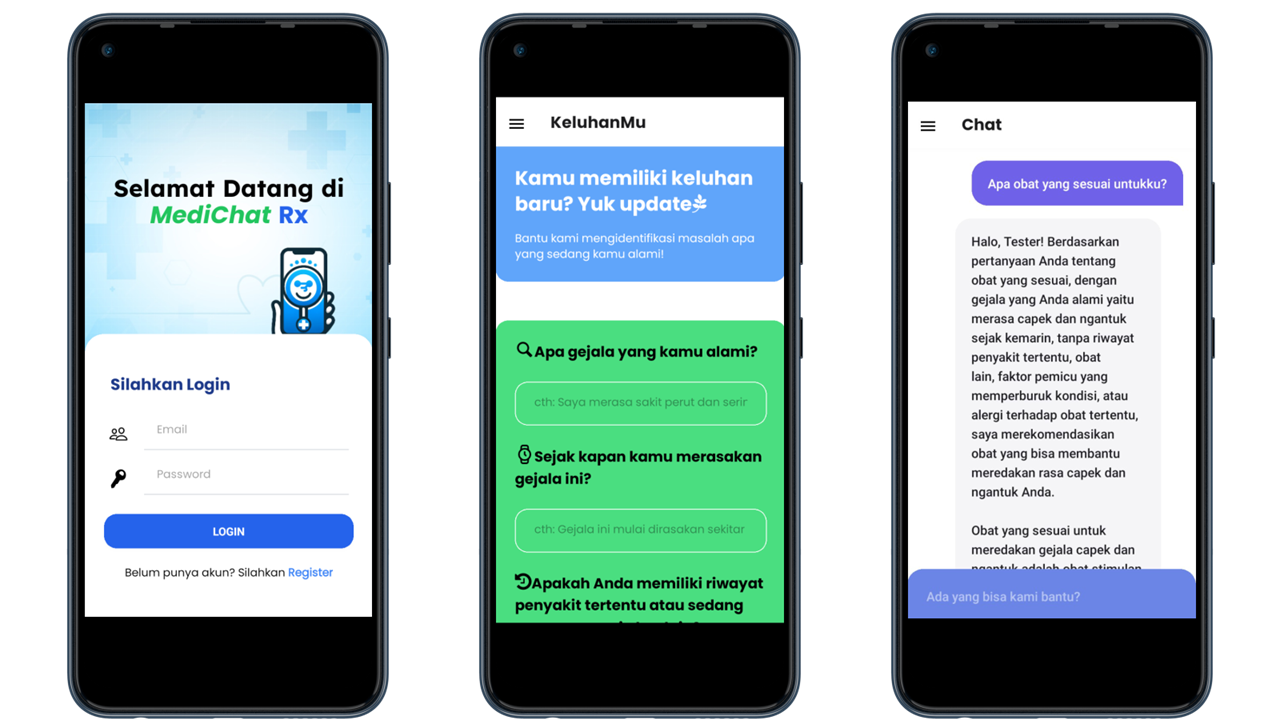 Selamat Datang di
MediChat Rx
Silahkan Login
Email
Password
LOGIN
Belum punya akun? Silahkan Register
KeluhanMu
Kamu memiliki keluhan
baru? Yuk update
Bantu kami mengidentifikasi masalah apa
yang sedang kamu alami!
Apa gejala yang kamu alami?
cth: Saya merasa sakit perut dan serin
Sejak kapan kamu merasakan
gejala ini?
cth: Gejala ini mulai dirasakan sekitar
Apakah Anda memiliki riwayat
penyakit tertentu atau sedang
Chat
Apa obat yang sesuai untukku?
Halo, Tester! Berdasarkan
pertanyaan Anda tentang
obat yang sesuai, dengan
gejala yang Anda alami yaitu
merasa capek dan ngantuk
sejak kemarin, tanpa riwayat
penyakit tertentu, obat
lain, faktor pemicu yang
memperburuk kondisi, atau
alergi terhadap obat tertentu,
saya merekomendasikan
obat yang bisa membantu
meredakan rasa capek dan
ngantuk Anda.
Obat yang sesuai untuk
meredakan gejala capek dan
ngantuk adalah obat stimulan
Ada yang bisa kami bantu?